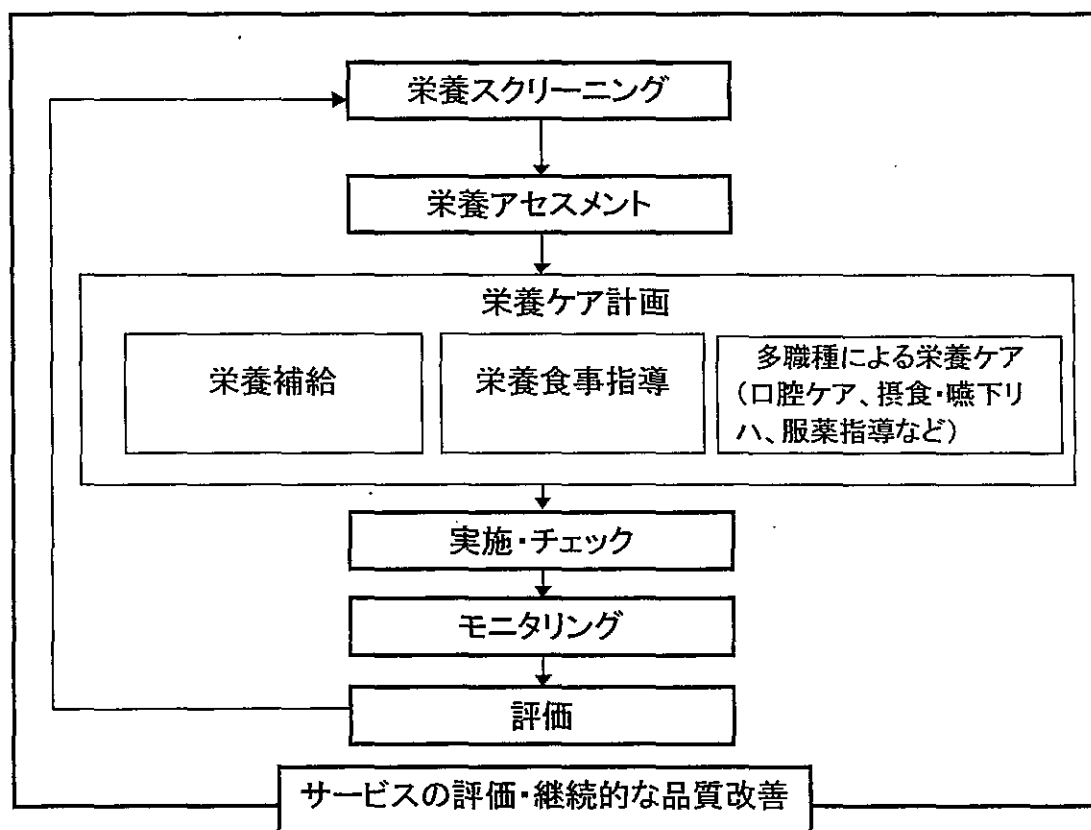 栄養スクリーニング
栄養アセスメント
栄養ケア計画
栄養補給
栄養食事指導
多職種による栄養ケア
(口腔ケア、摂食・嚥下リ
ハ、服薬指導など)
実施・チェック
モニタリング
評価
サービスの評価・継続的な品質改善